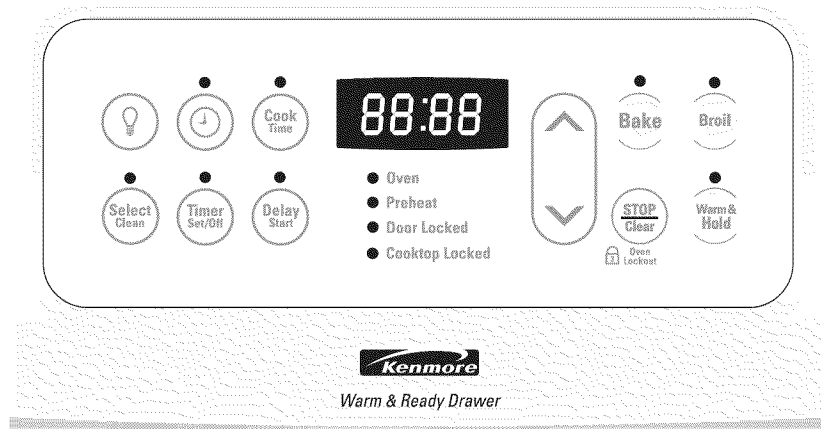 Cook
Time
88:88
Bake
Broil
Select
Clean
Timer
Set/Off
Delay
Start
Oven
Preheat
Door Locked
Cooktop Locked
STOP
Clear
Oven
Lockout
Warm &
Hold
Kenmore
Warm & Ready Drawer